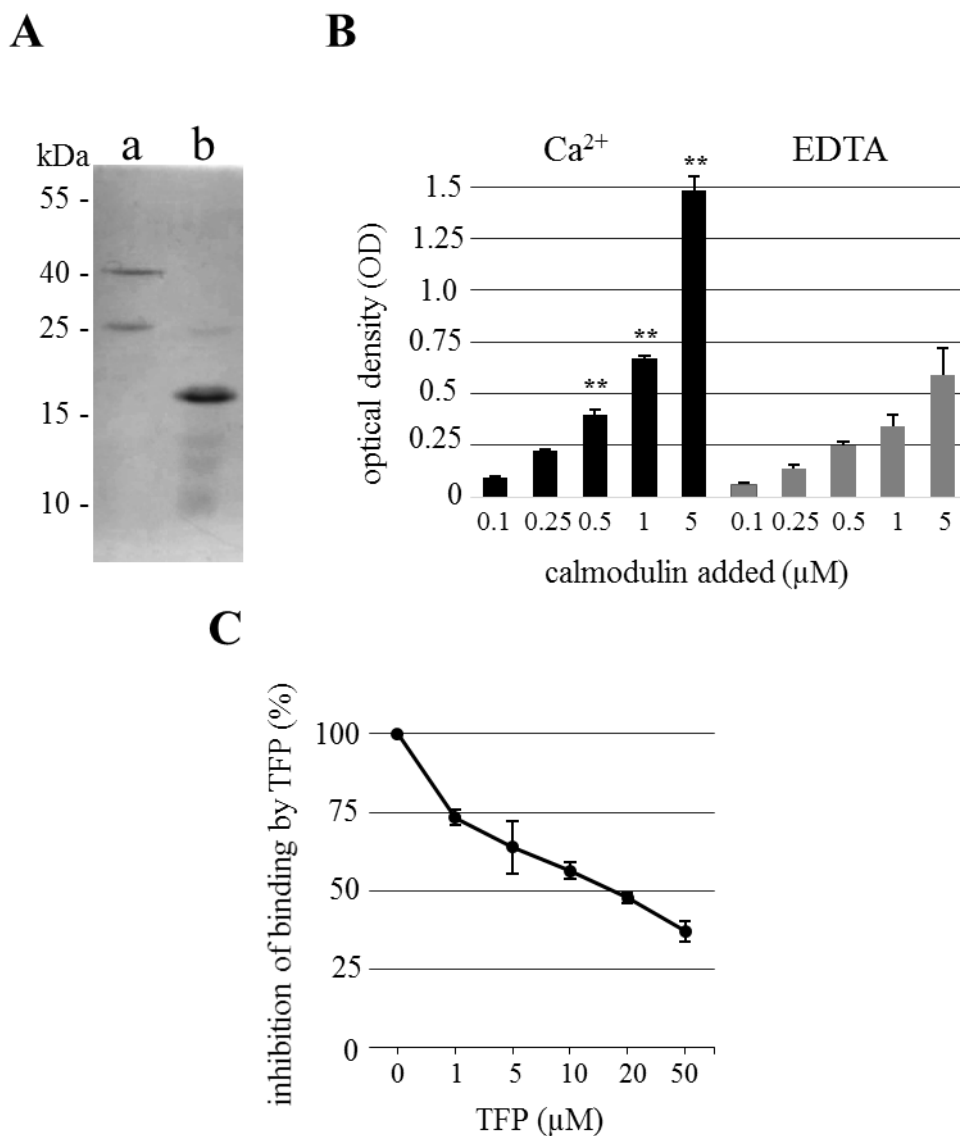 A
B
a b
kDa
55 -
40 -
25 -
15 -
10 -
Ca²⁺ EDTA
optical density (OD)
1.5
1.25
1.0
0.75
0.5
0.25
0
**
**
**
**
0.1 0.25 0.5 1 5 0.1 0.25 0.5 1 5
calmodulin added (µM)
C
inhibition of binding by TFP (%)
100
75
50
25
0
0 1 5 10 20 50
TFP (µM)